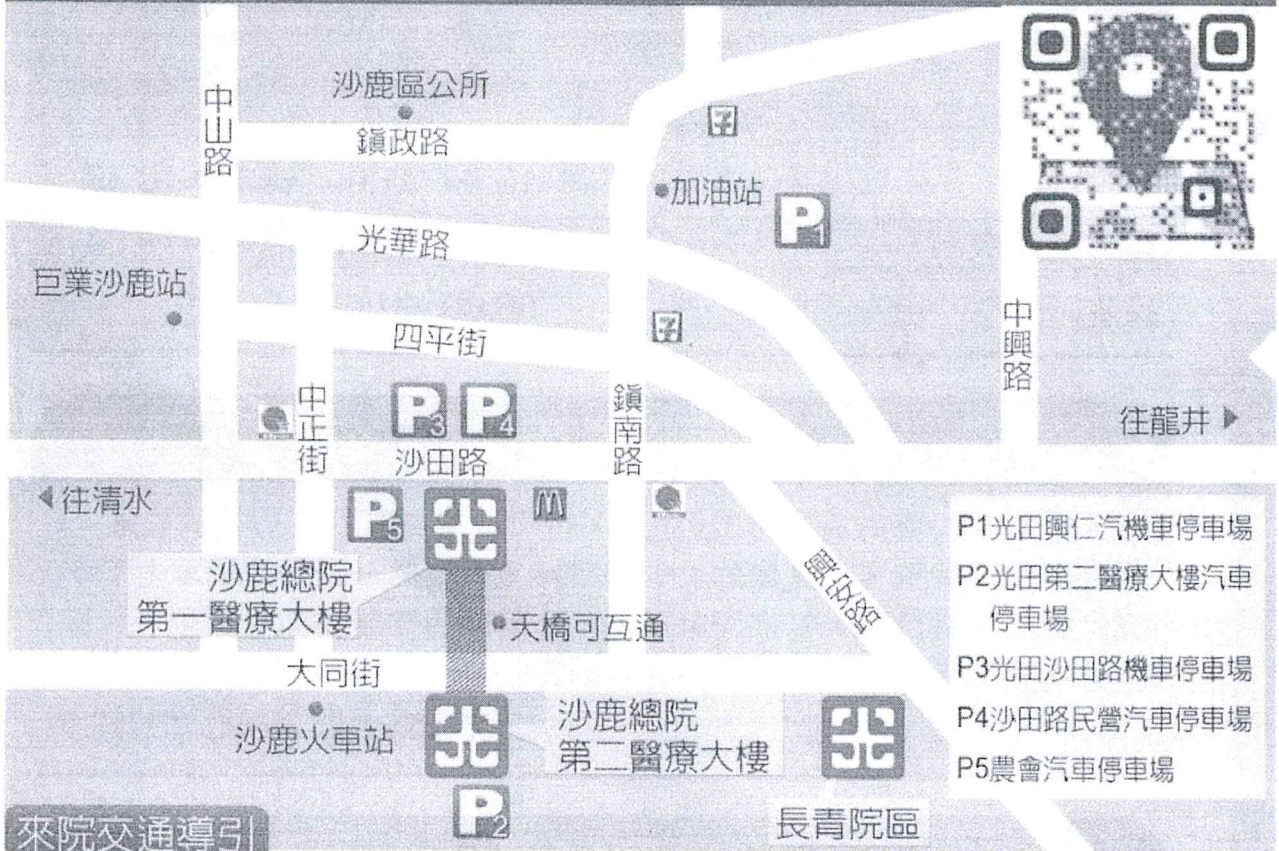 沙鹿區公所
鎮政路
中山路
加油站
P1
光華路
巨業沙鹿站
四平街
中興路
P3
P4
中正街
鎮南路
往龍井
沙田路
往清水
P5
沙鹿總院
第一醫療大樓
天橋可互通
大同街
沙鹿火車站
沙鹿總院
第二醫療大樓
P2
長青院區
P1光田興仁汽機車停車場
P2光田第二醫療大樓汽車
停車場
P3光田沙田路機車停車場
P4沙田路民營汽車停車場
P5農會汽車停車場
來院交通導引